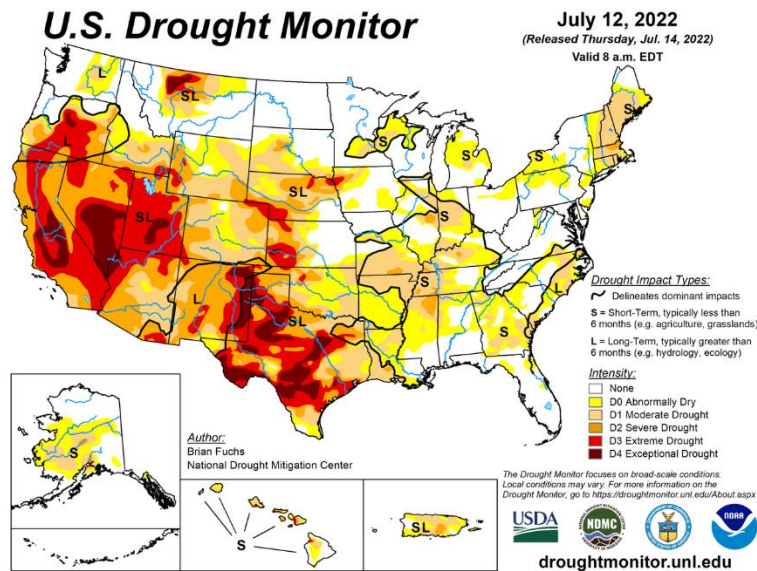 U.S. Drought Monitor
July 12, 2022
(Released Thursday, Jul. 14, 2022)
Valid 8 a.m. EDT
L
SL
S
S
S
S
L
SL
SL
S
S
L
SL
S
L
S
Drought Impact Types:
Delineates dominant impacts
S = Short-Term, typically less than
6 months (e.g. agriculture, grasslands)
L = Long-Term, typically greater than
6 months (e.g. hydrology, ecology)
Intensity:
None
D0 Abnormally Dry
D1 Moderate Drought
D2 Severe Drought
D3 Extreme Drought
D4 Exceptional Drought
Author:
Brian Fuchs
National Drought Mitigation Center
S
S
SL
The Drought Monitor focuses on broad-scale conditions.
Local conditions may vary. For more information on the
Drought Monitor, go to https://droughtmonitor.unl.edu/About.aspx
USDA
NDMC
NOAA
droughtmonitor.unl.edu